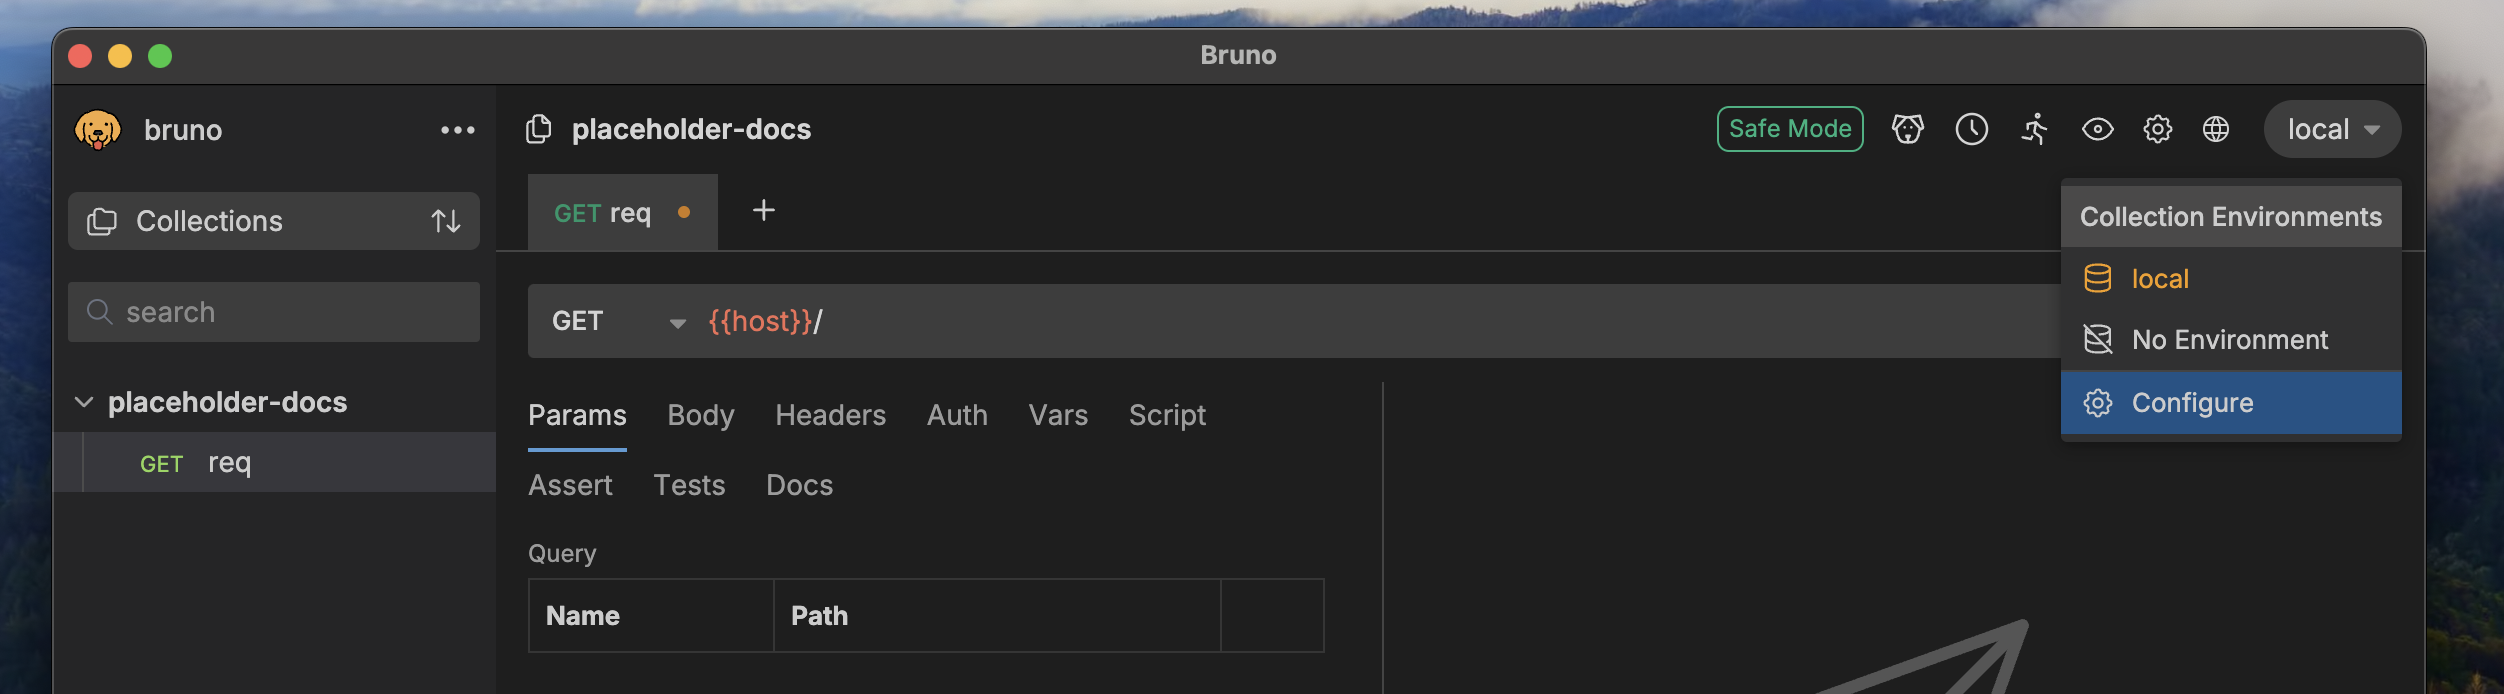 Bruno
bruno
Collections
search
placeholder-docs
GET req
placeholder-docs
Safe Mode
local
GET req
GET {{host}}/
Params Body Headers Auth Vars Script
Assert Tests Docs
Query
Name Path
Collection Environments
local
No Environment
Configure